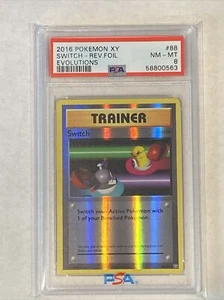 2016 POKEMON XY #88
SWITCH - REV.FOIL NM - MT
EVOLUTIONS PSA 8
58800563
TRAINER
Switch
Switch your Active Pokémon with
1 of your Benched Pokémon.
PSA